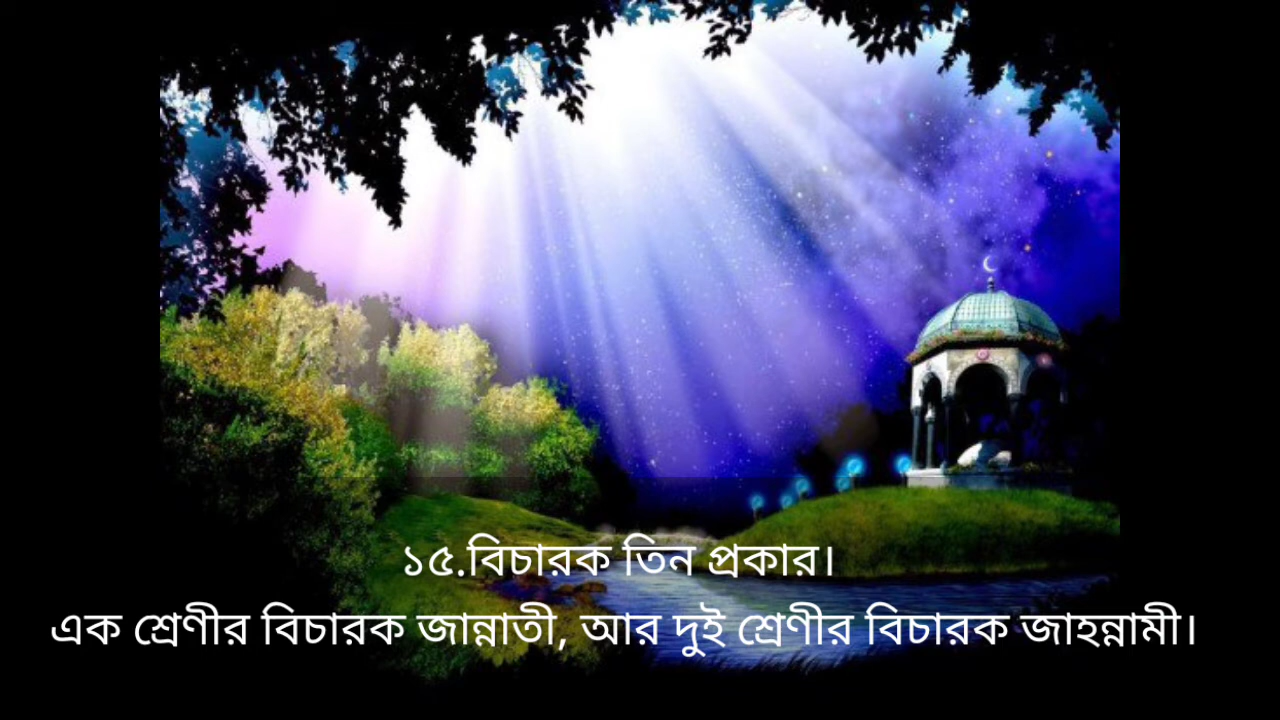 ১৫.বিচারক তিন প্রকার।
এক শ্রেণীর বিচারক জান্নাতী, আর দুই শ্রেণীর বিচারক জাহন্নামী।